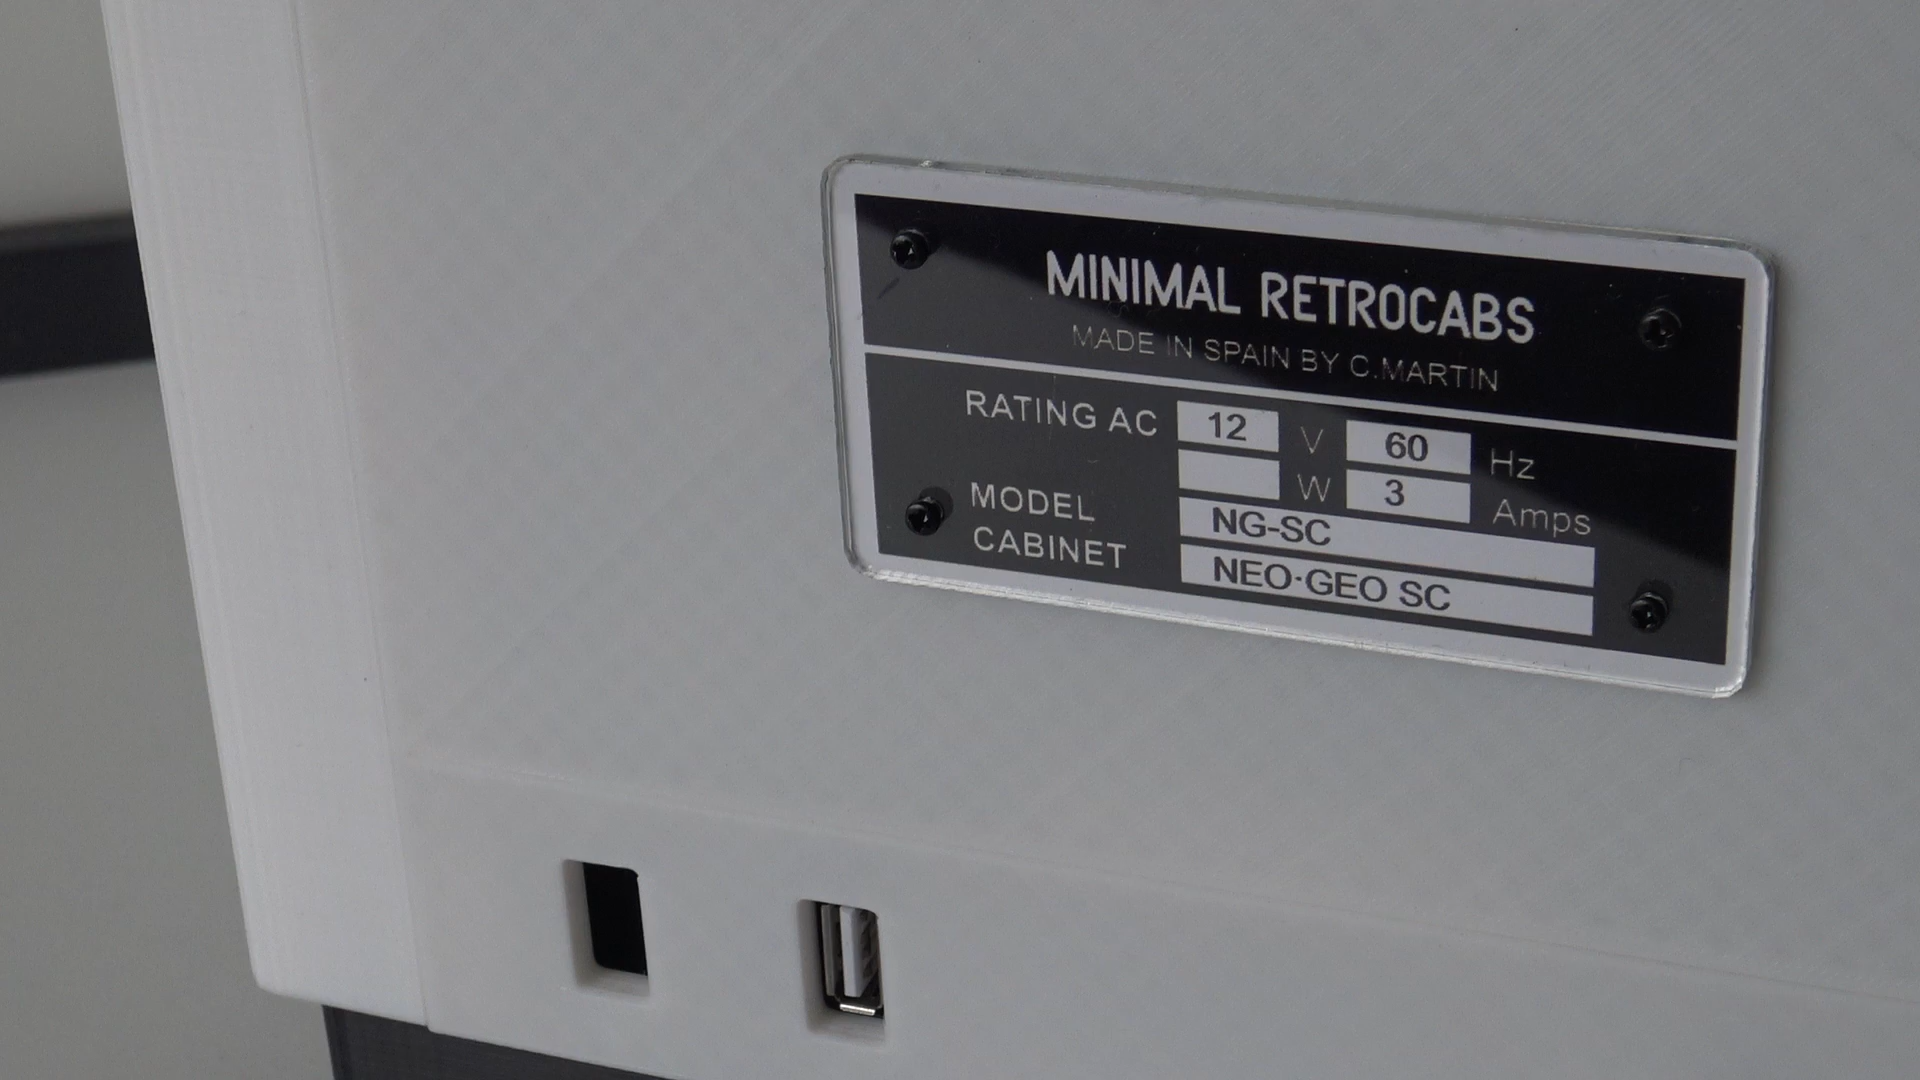 MINIMAL RETROCABS
MADE IN SPAIN BY C.MARTIN
RATING AC 12 V 60 Hz
W 3 Amps
MODEL NG-SC
CABINET NEO·GEO SC